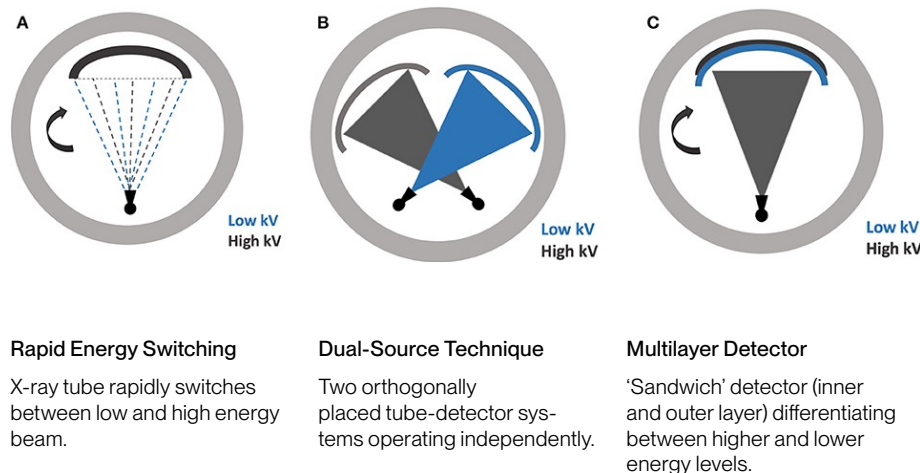 A
B
C
Low kV
High kV
Low kV
High kV
Low kV
High kV
Rapid Energy Switching
X-ray tube rapidly switches
between low and high energy
beam.
Dual-Source Technique
Two orthogonally
placed tube-detector sys-
tems operating independently.
Multilayer Detector
‘Sandwich’ detector (inner
and outer layer) differentiating
between higher and lower
energy levels.